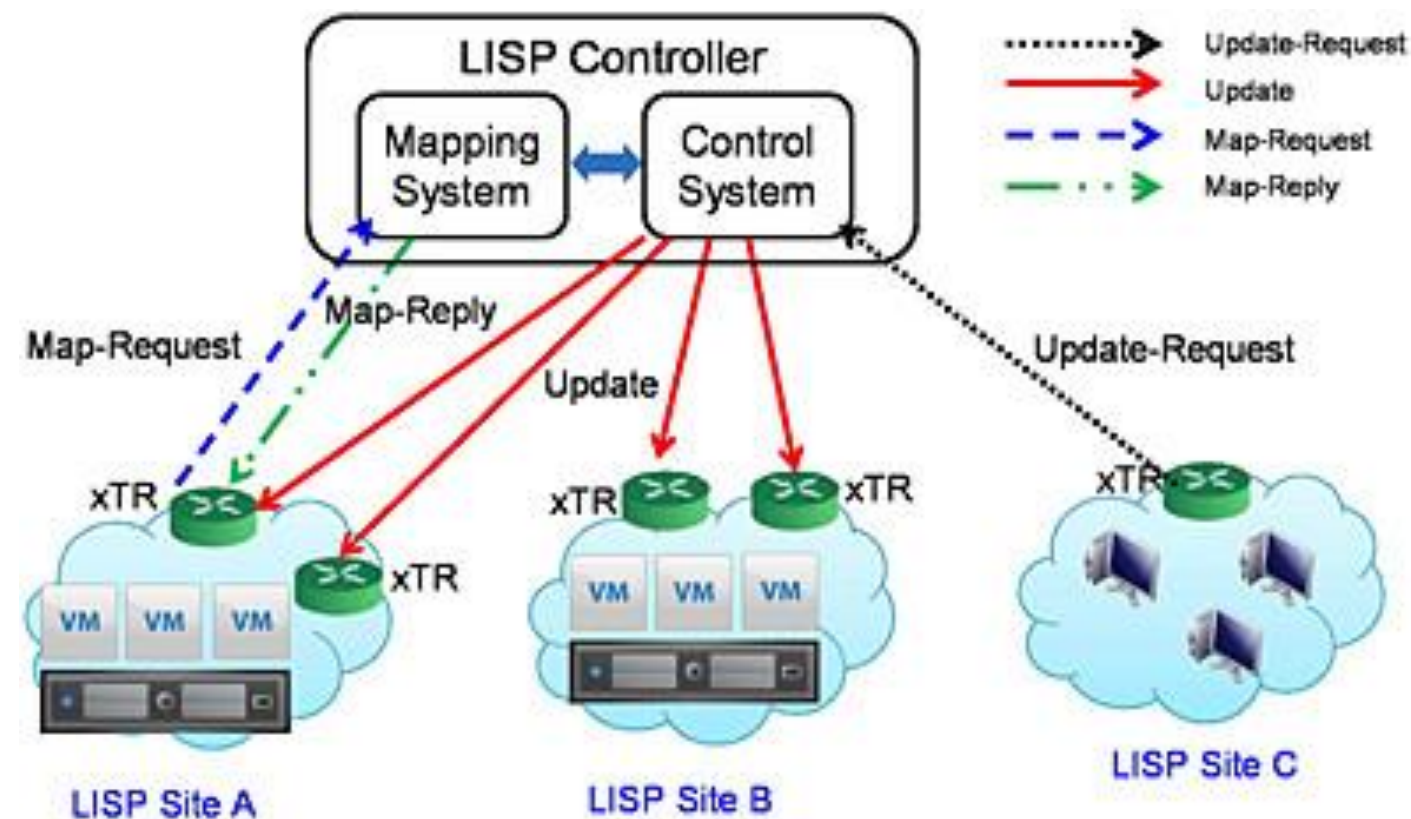 LISP Controller
Mapping
System
Control
System
Update-Request
Update
Map-Request
Map-Reply
Map-Request
Map-Reply
Update
Update-Request
xTR
xTR
xTR
xTR
xTR
VM
VM
VM
VM
VM
VM
LISP Site A
LISP Site B
LISP Site C